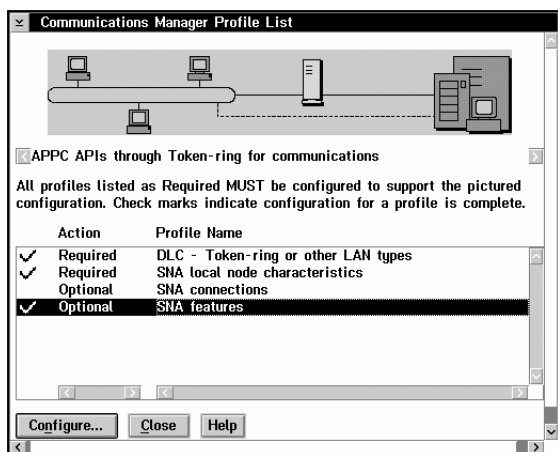 Communications Manager Profile List
APPC APIs through Token-ring for communications
All profiles listed as Required MUST be configured to support the pictured
configuration. Check marks indicate configuration for a profile is complete.
Action Profile Name
Required DLC - Token-ring or other LAN types
Required SNA local node characteristics
Optional SNA connections
Optional SNA features
Configure... Close Help